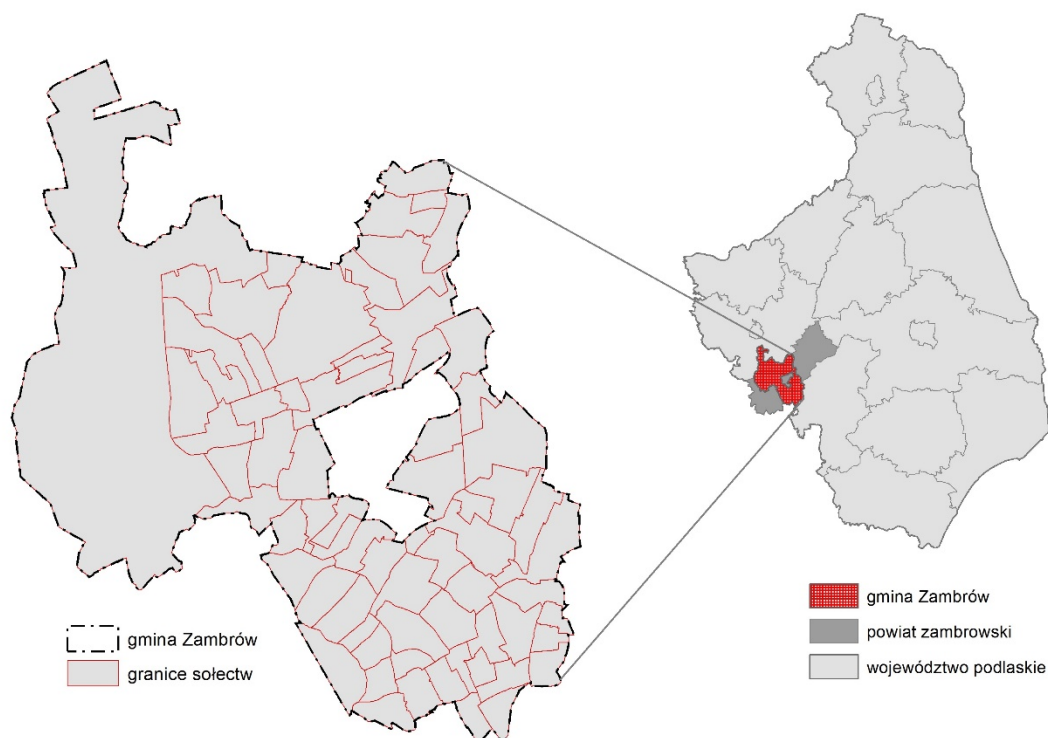 gmina Zambrów
granice sołectw
gmina Zambrów
powiat zambrowski
województwo podlaskie